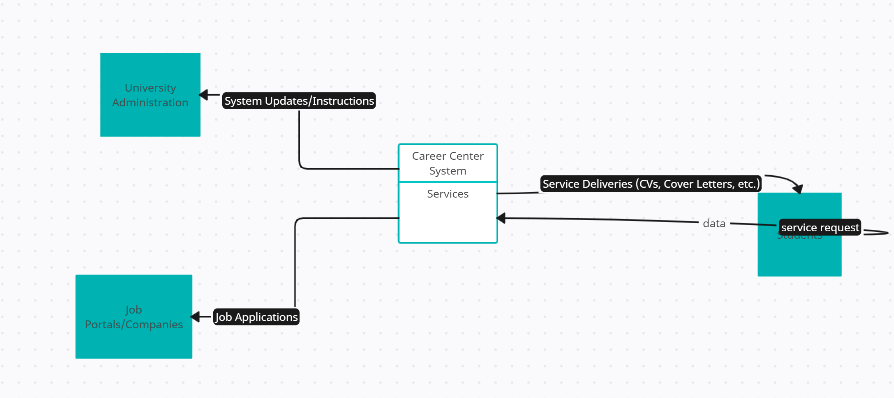 University
Administration
System Updates/Instructions
Career Center
System
Services
Service Deliveries (CVs, Cover Letters, etc.)
data
service request
Students
Job
Portals/Companies
Job Applications